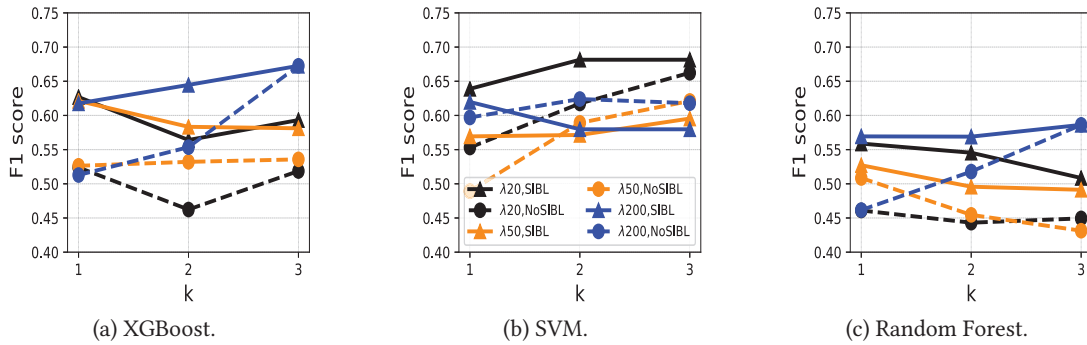 0.75
0.70
0.65
0.60
0.55
0.50
0.45
0.40
F1 score
1 2 3
k
(a) XGBoost.
0.75
0.70
0.65
0.60
0.55
0.50
0.45
0.40
F1 score
λ20,SIBL
λ20,NoSIBL
λ50,SIBL
λ50,NoSIBL
λ200,SIBL
λ200,NoSIBL
1 2 3
k
(b) SVM.
0.75
0.70
0.65
0.60
0.55
0.50
0.45
0.40
F1 score
1 2 3
k
(c) Random Forest.